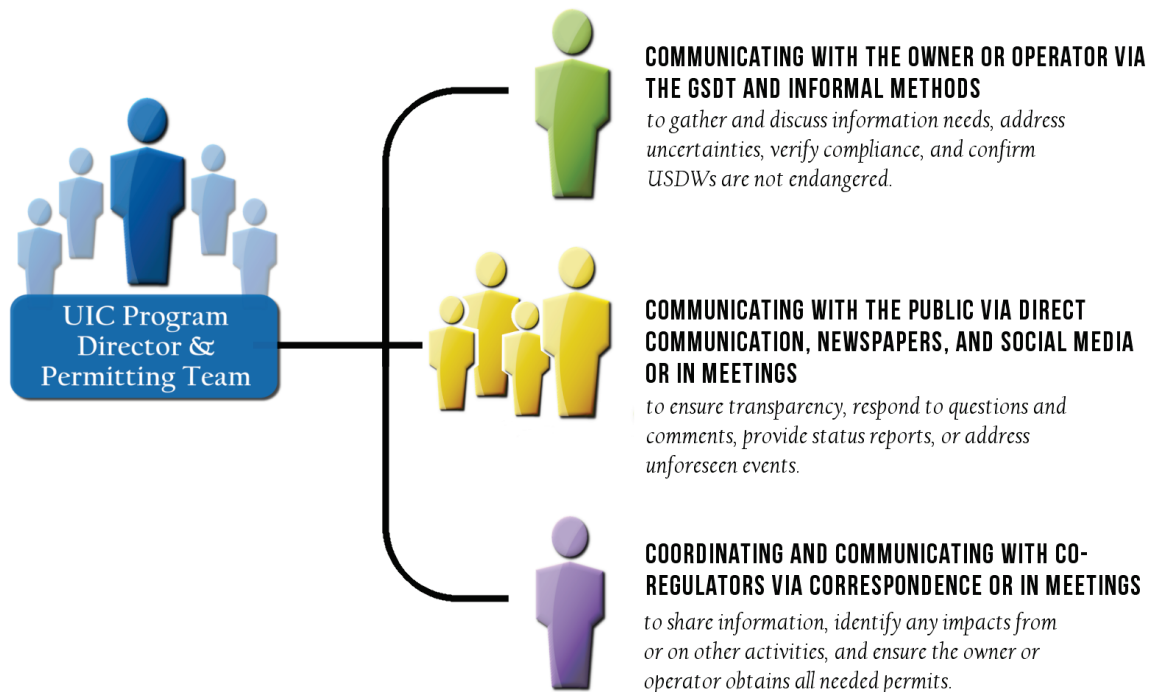 UIC Program
Director &
Permitting Team
COMMUNICATING WITH THE OWNER OR OPERATOR VIA
THE GSDT AND INFORMAL METHODS
to gather and discuss information needs, address
uncertainties, verify compliance, and confirm
USDWs are not endangered.
COMMUNICATING WITH THE PUBLIC VIA DIRECT
COMMUNICATION, NEWSPAPERS, AND SOCIAL MEDIA
OR IN MEETINGS
to ensure transparency, respond to questions and
comments, provide status reports, or address
unforeseen events.
COORDINATING AND COMMUNICATING WITH CO-
REGULATORS VIA CORRESPONDENCE OR IN MEETINGS
to share information, identify any impacts from
or on other activities, and ensure the owner or
operator obtains all needed permits.